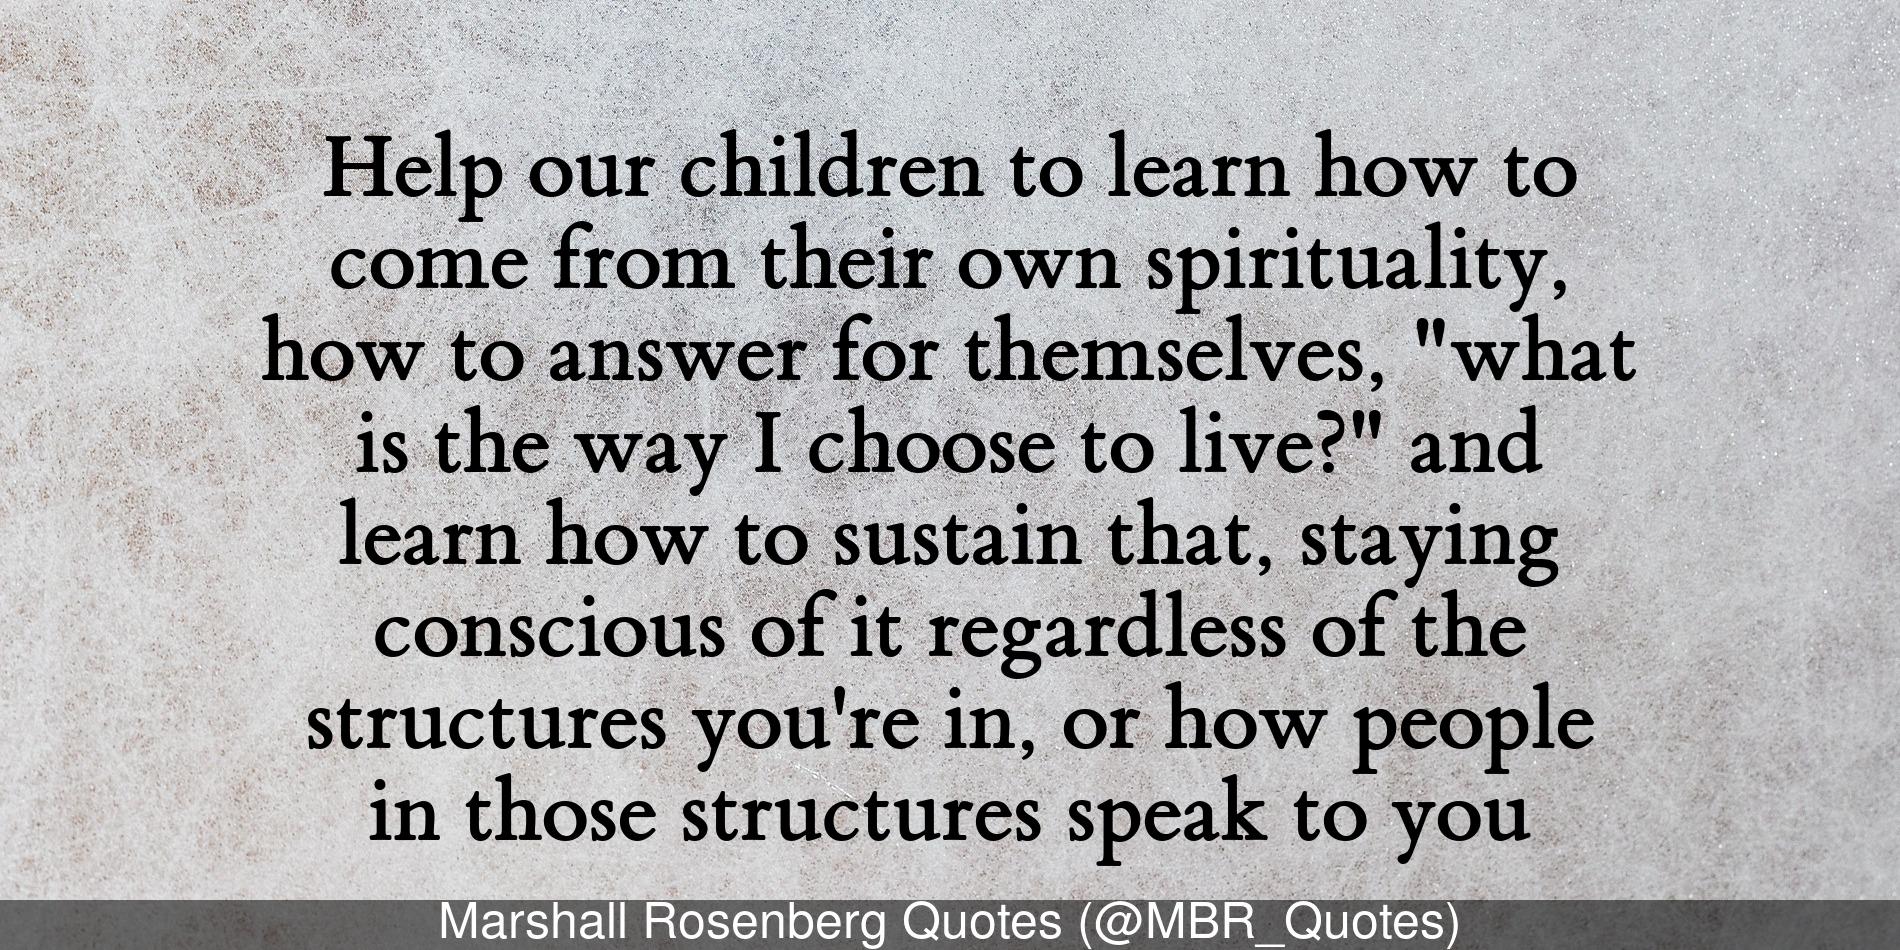 Help our children to learn how to
come from their own spirituality,
how to answer for themselves, "what
is the way I choose to live?" and
learn how to sustain that, staying
conscious of it regardless of the
structures you're in, or how people
in those structures speak to you
Marshall Rosenberg Quotes (@MBR_Quotes)